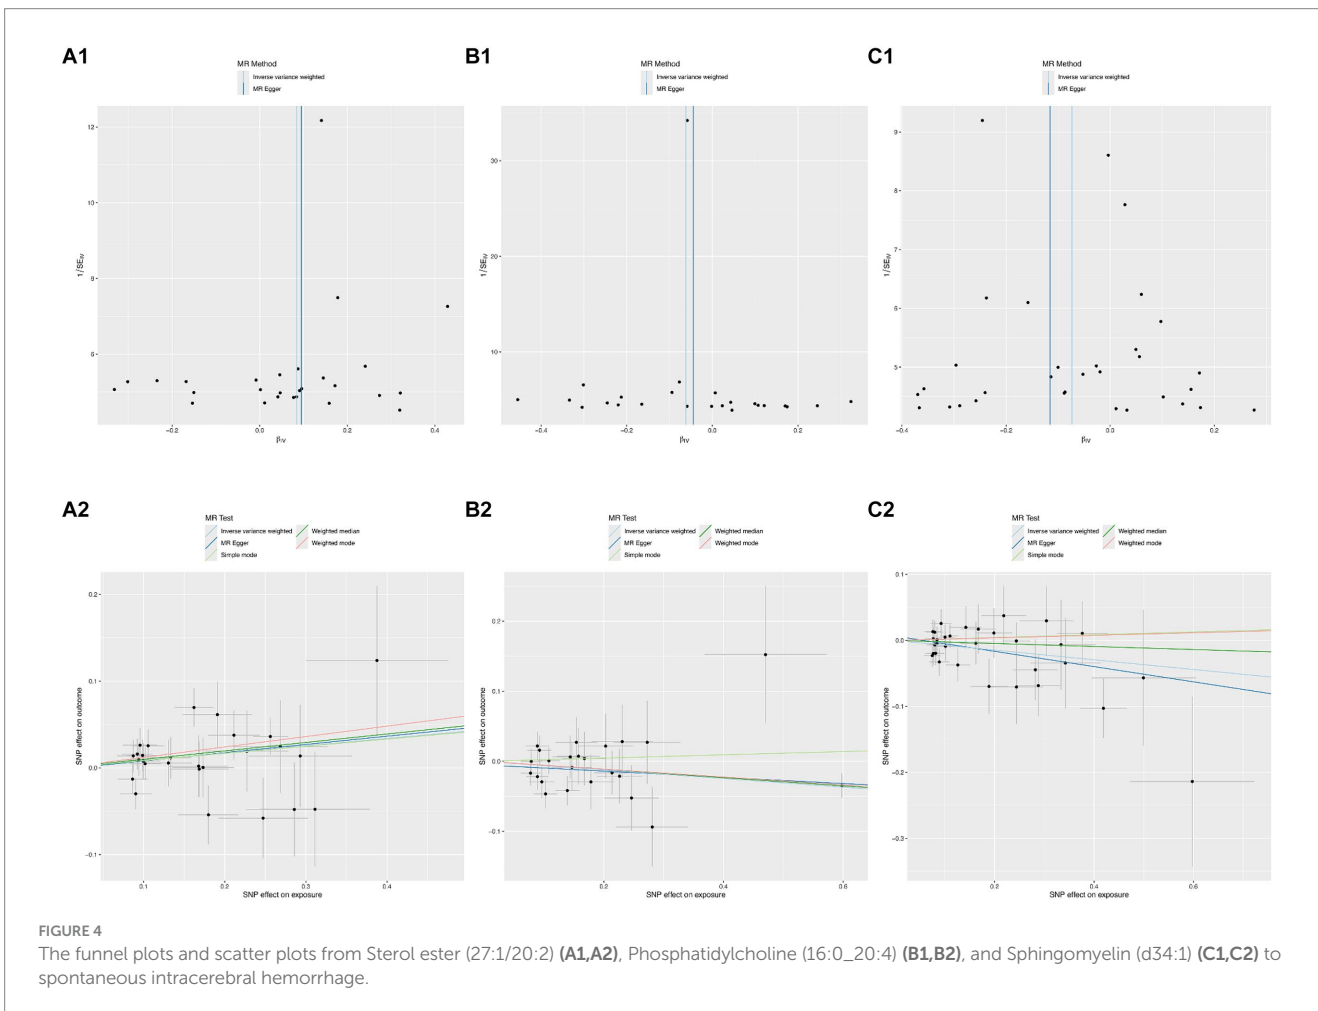 A1
MR Method
Inverse variance weighted
MR Egger
12
10
8
6
1/SEIV
−0.2
0.0
0.2
0.4
βIV
B1
MR Method
Inverse variance weighted
MR Egger
30
20
10
1/SEIV
−0.4
−0.2
0.0
0.2
βIV
C1
MR Method
Inverse variance weighted
MR Egger
9
8
7
6
5
4
1/SEIV
−0.4
−0.2
0.0
0.2
βIV
A2
MR Test
Inverse variance weighted
Weighted median
MR Egger
Weighted mode
Simple mode
0.2
0.1
0.0
−0.1
SNP effect on outcome
0.1
0.2
0.3
0.4
SNP effect on exposure
B2
MR Test
Inverse variance weighted
Weighted median
MR Egger
Weighted mode
Simple mode
0.2
0.1
0.0
−0.1
SNP effect on outcome
0.2
0.4
0.6
SNP effect on exposure
C2
MR Test
Inverse variance weighted
Weighted median
MR Egger
Weighted mode
Simple mode
0.1
0.0
−0.1
−0.2
−0.3
SNP effect on outcome
0.2
0.4
0.6
SNP effect on exposure
FIGURE 4
The funnel plots and scatter plots from Sterol ester (27:1/20:2) (A1,A2), Phosphatidylcholine (16:0_20:4) (B1,B2), and Sphingomyelin (d34:1) (C1,C2) to
spontaneous intracerebral hemorrhage.